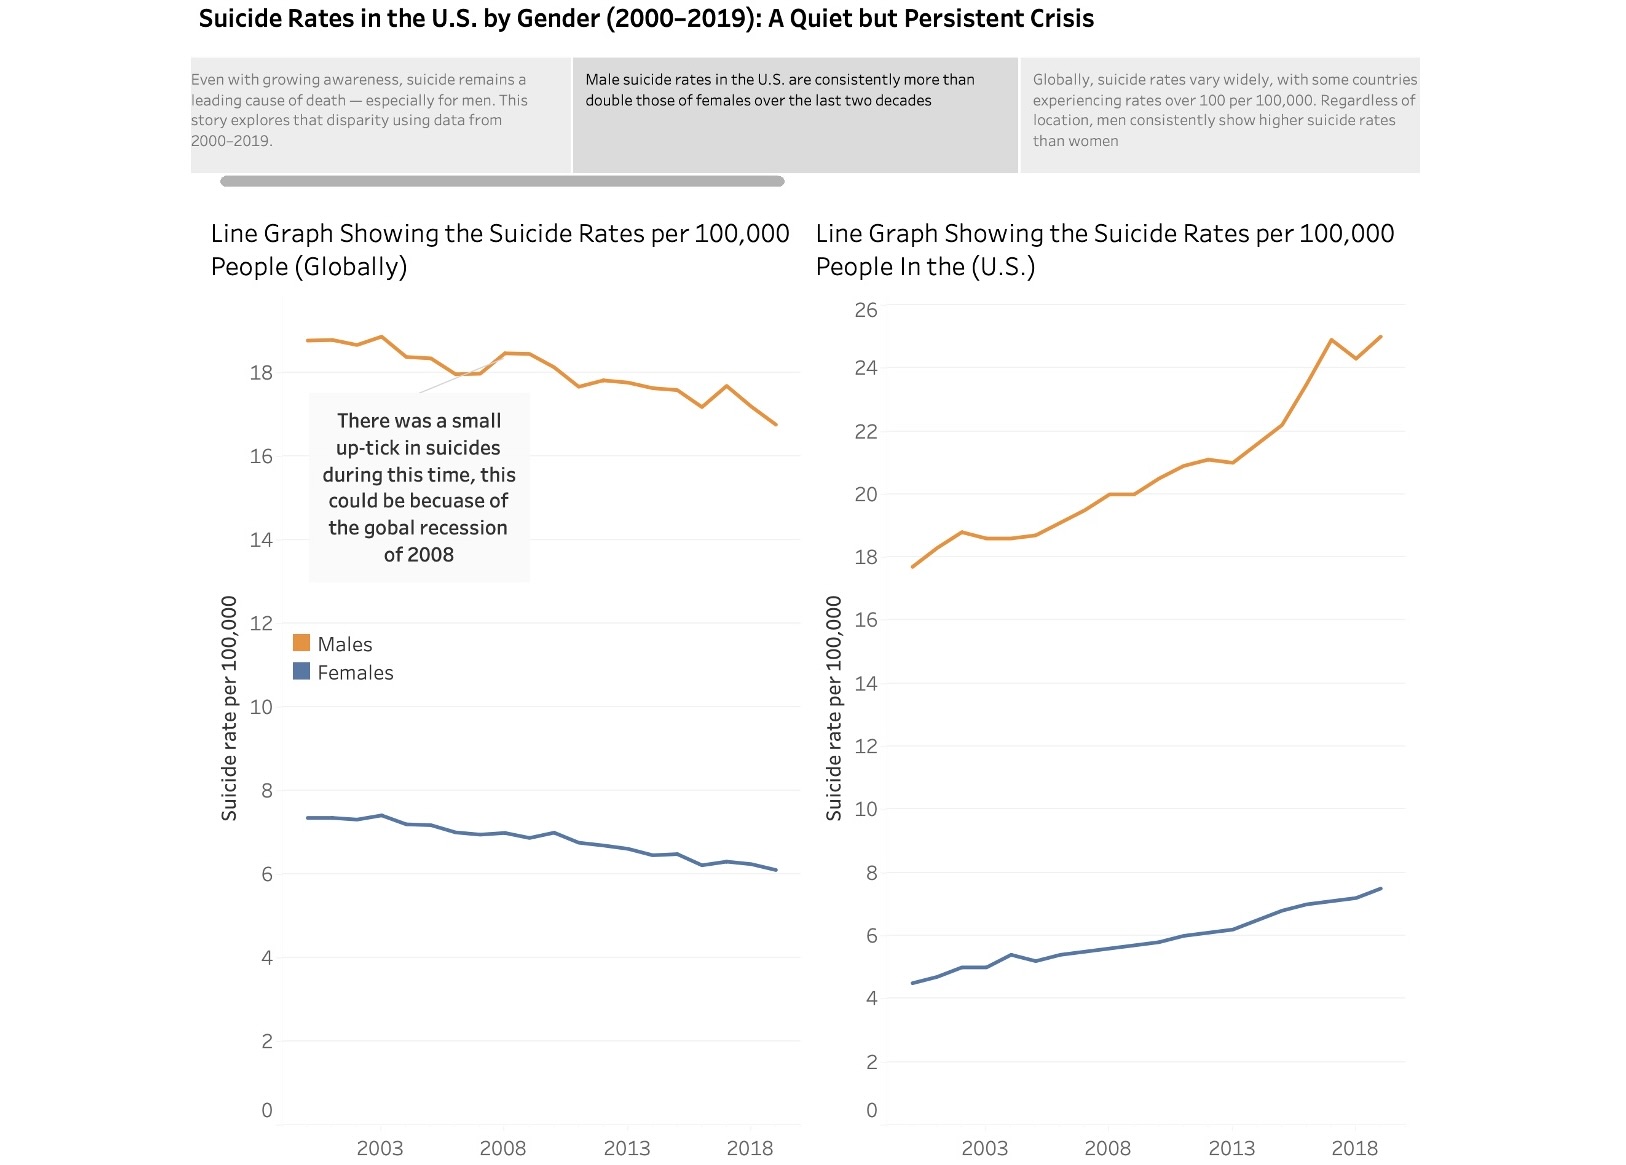 Suicide Rates in the U.S. by Gender (2000–2019): A Quiet but Persistent Crisis
Even with growing awareness, suicide remains a
leading cause of death — especially for men. This
story explores that disparity using data from
2000–2019.
Male suicide rates in the U.S. are consistently more than
double those of females over the last two decades
Globally, suicide rates vary widely, with some countries
experiencing rates over 100 per 100,000. Regardless of
location, men consistently show higher suicide rates
than women
Line Graph Showing the Suicide Rates per 100,000
People (Globally)
18
16
14
12
10
8
6
4
2
0
Suicide rate per 100,000
There was a small
up-tick in suicides
during this time, this
could be becuase of
the gobal recession
of 2008
Males
Females
2003
2008
2013
2018
Line Graph Showing the Suicide Rates per 100,000
People In the (U.S.)
26
24
22
20
18
16
14
12
10
8
6
4
2
0
Suicide rate per 100,000
2003
2008
2013
2018